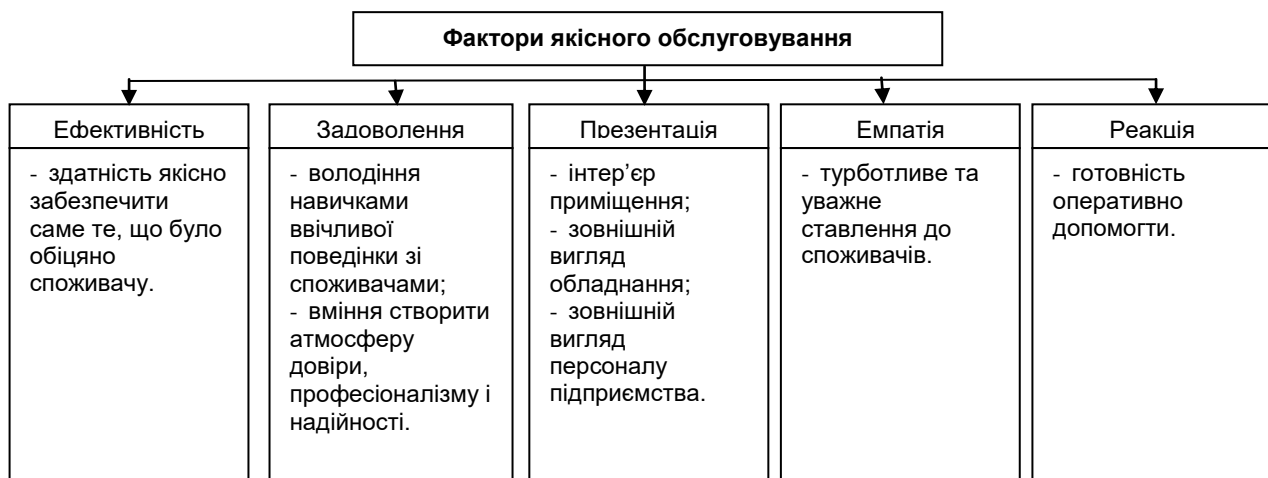 Фактори якісного обслуговування
Ефективність
- здатність якісно
забезпечити
саме те, що було
обіцяно
споживачу.
Задоволення
- володіння
навичками
ввічливої
поведінки зі
споживачами;
- вміння створити
атмосферу
довіри,
професіоналізму і
надійності.
Презентація
- інтер’єр
приміщення;
- зовнішній
вигляд
обладнання;
- зовнішній
вигляд
персоналу
підприємства.
Емпатія
- турботливе та
уважне
ставлення до
споживачів.
Реакція
- готовність
оперативно
допомогти.